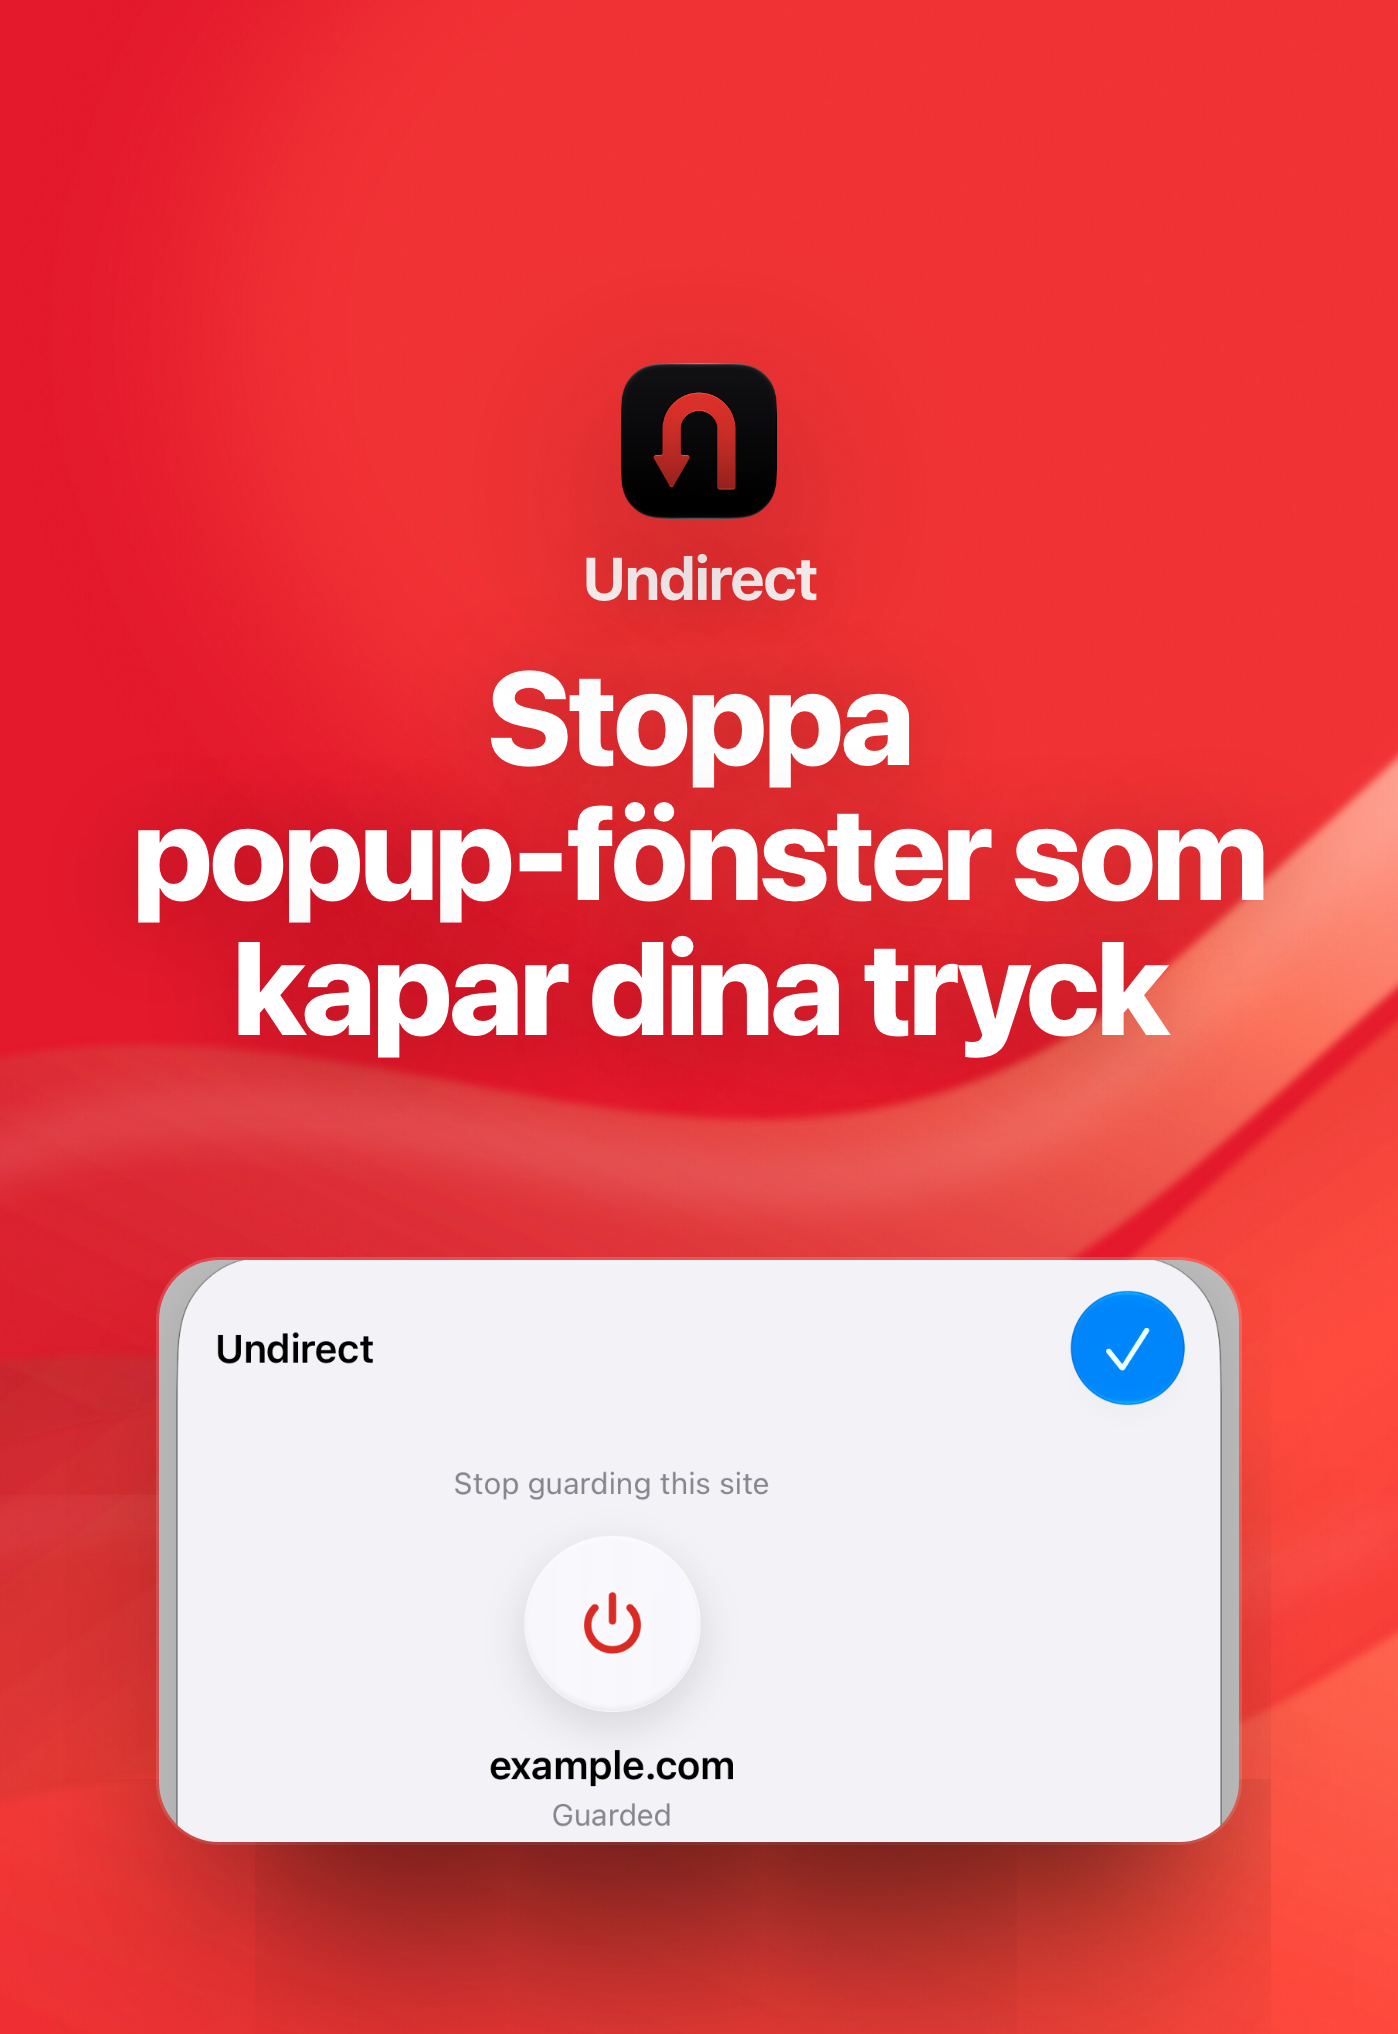 Undirect
Stoppa
popup-fönster som
kapar dina tryck
Undirect
Stop guarding this site
example.com
Guarded